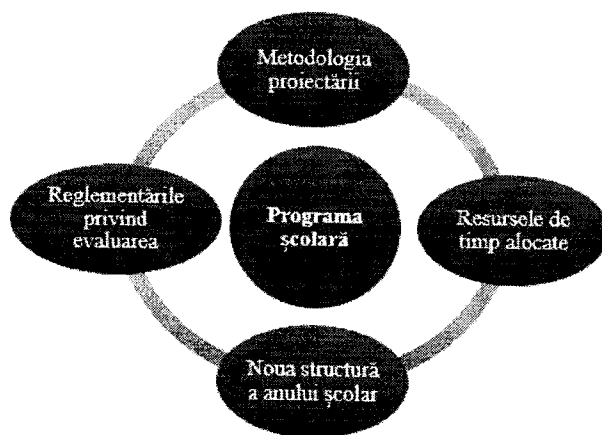 Metodologia
proiectării
Reglementările
privind
evaluarea
Programa
școlară
Resursele de
timp alocate
Noua structură
a anului școlar